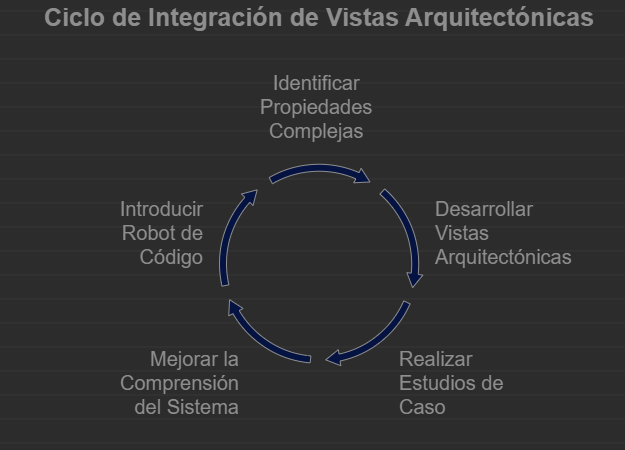 Ciclo de Integración de Vistas Arquitectónicas
Identificar
Propiedades
Complejas
Desarrollar
Vistas
Arquitectónicas
Realizar
Estudios de
Caso
Mejorar la
Comprensión
del Sistema
Introducir
Robot de
Código